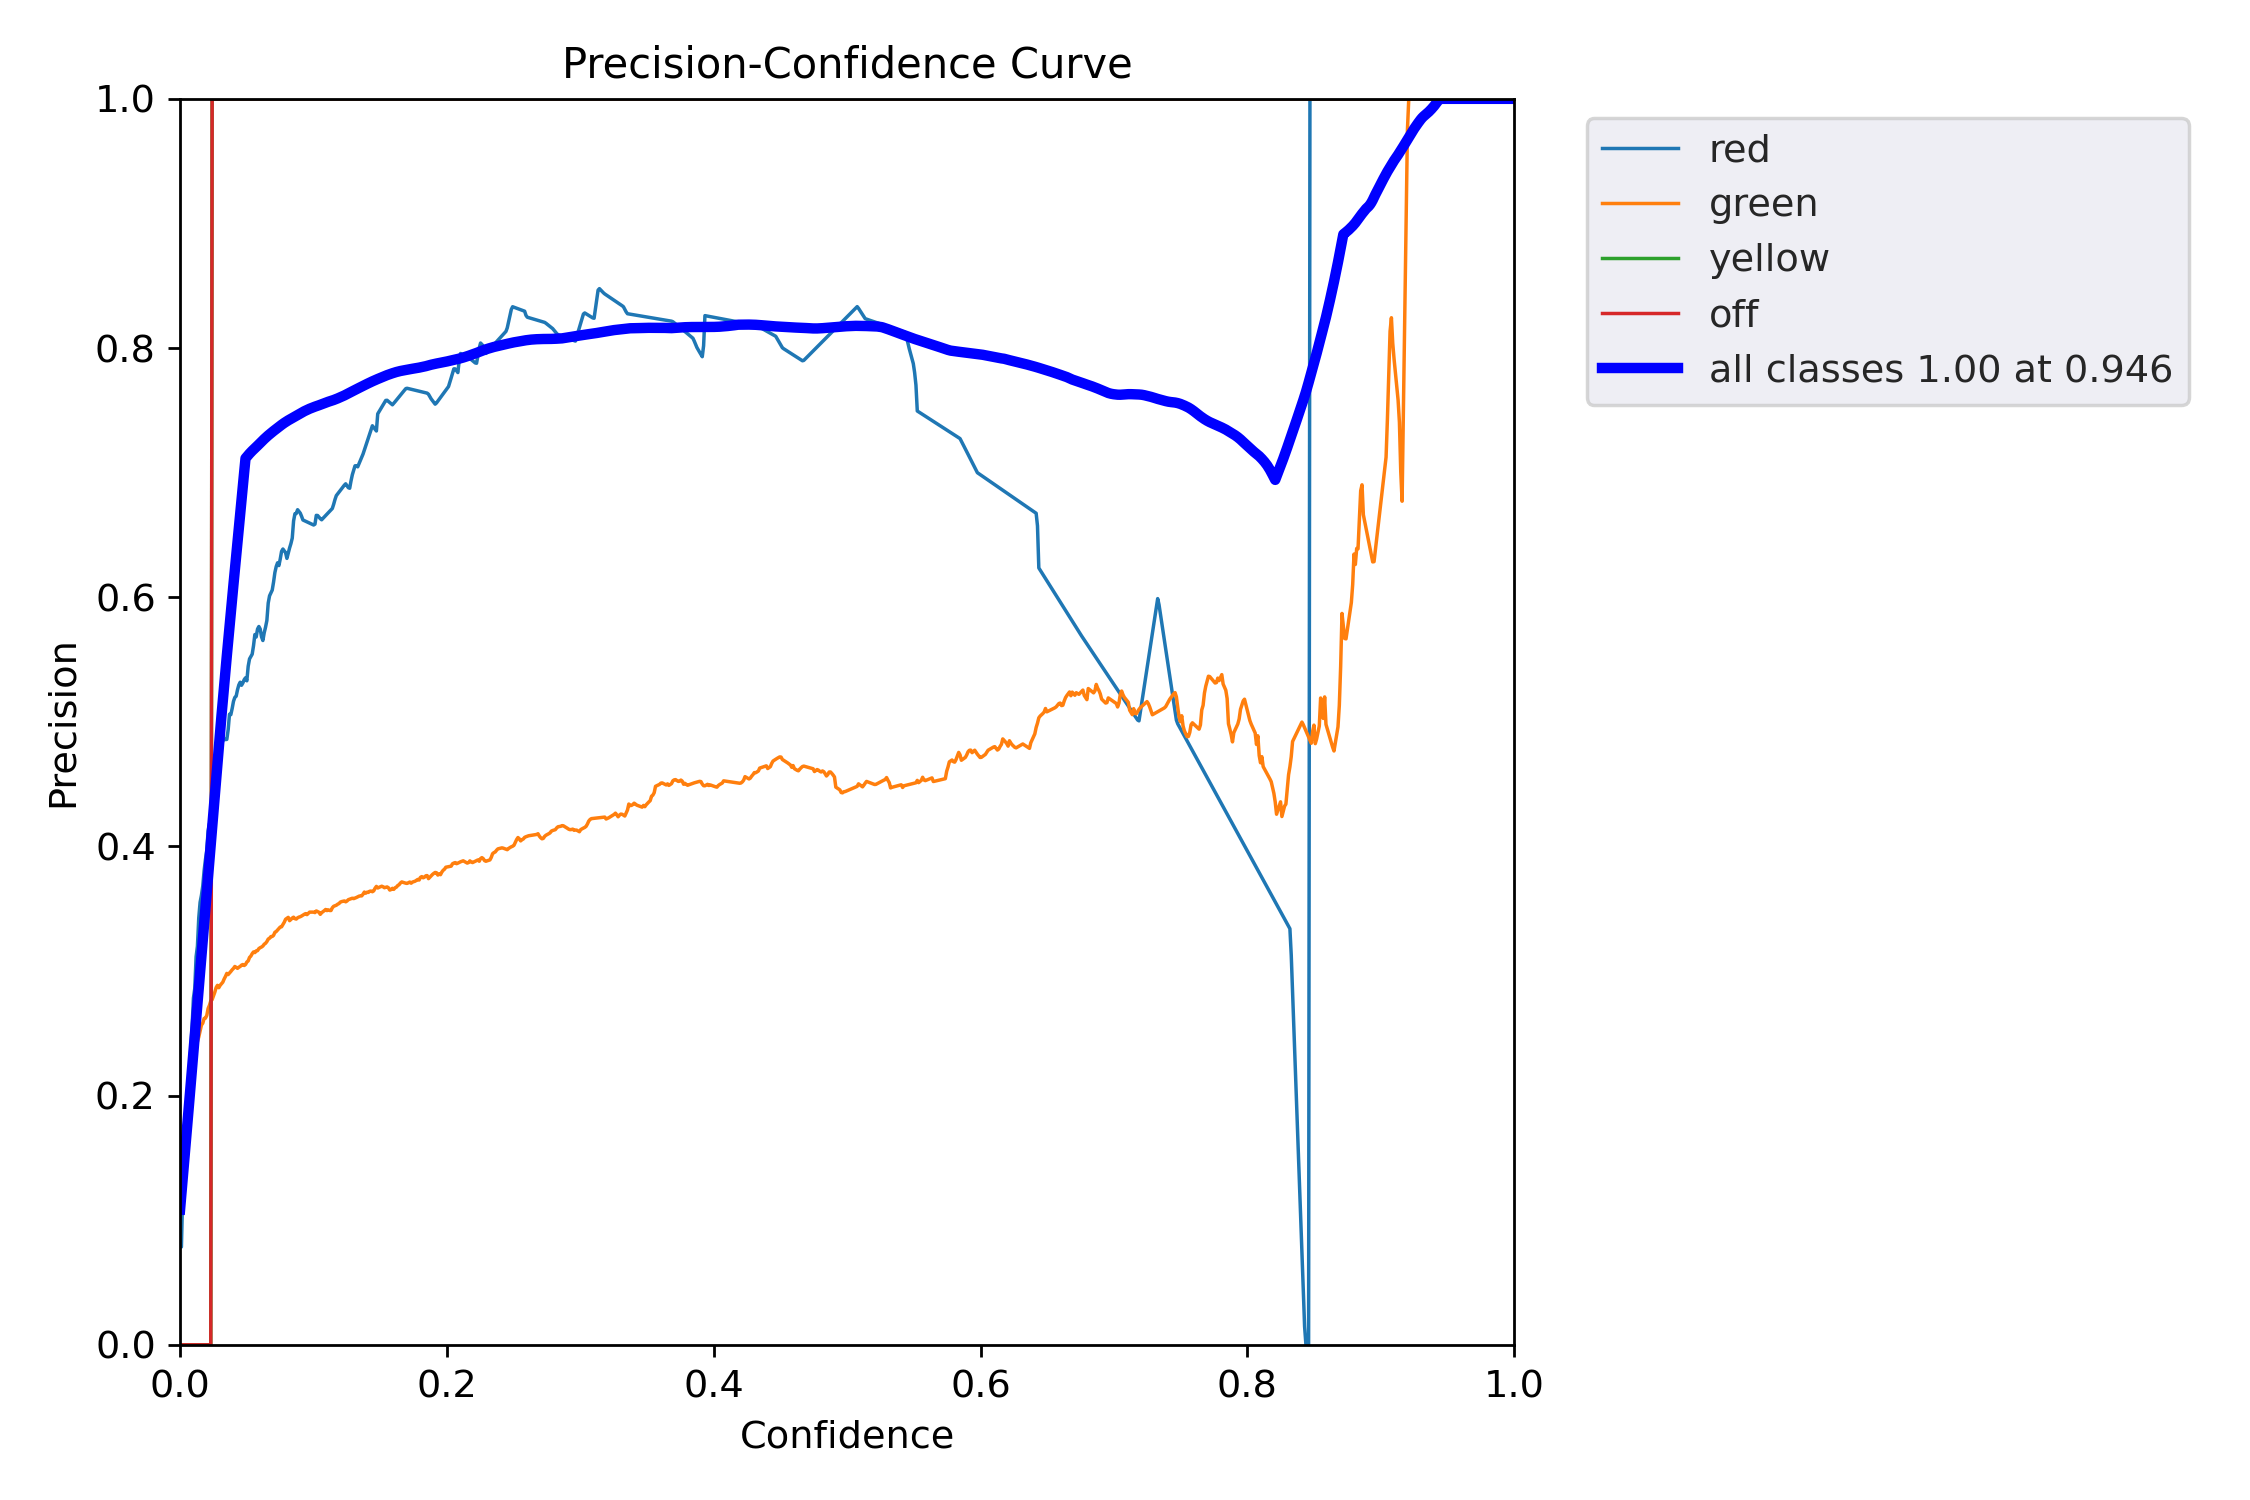 Precision-Confidence Curve
1.0
0.8
0.6
0.4
0.2
0.0
Precision
0.0 0.2 0.4 0.6 0.8 1.0
Confidence
red
green
yellow
off
all classes 1.00 at 0.946